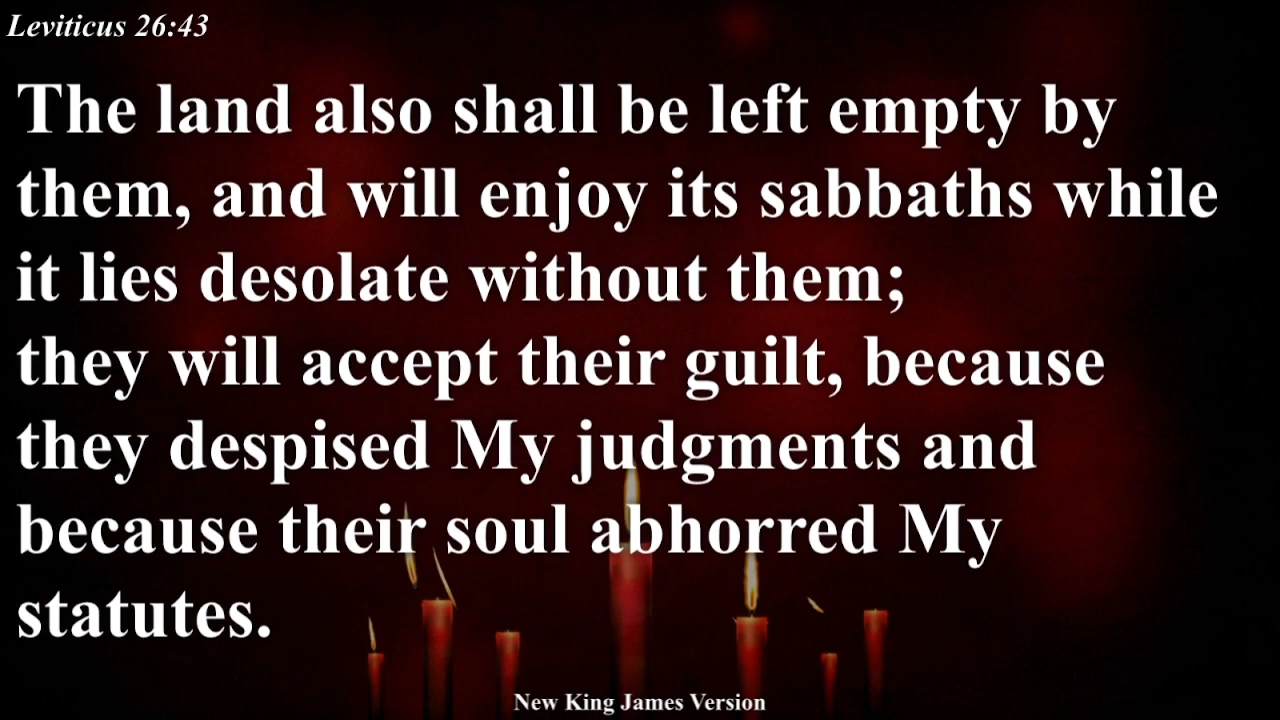 Leviticus 26:43
The land also shall be left empty by
them, and will enjoy its sabbaths while
it lies desolate without them;
they will accept their guilt, because
they despised My judgments and
because their soul abhorred My
statutes.
New King James Version